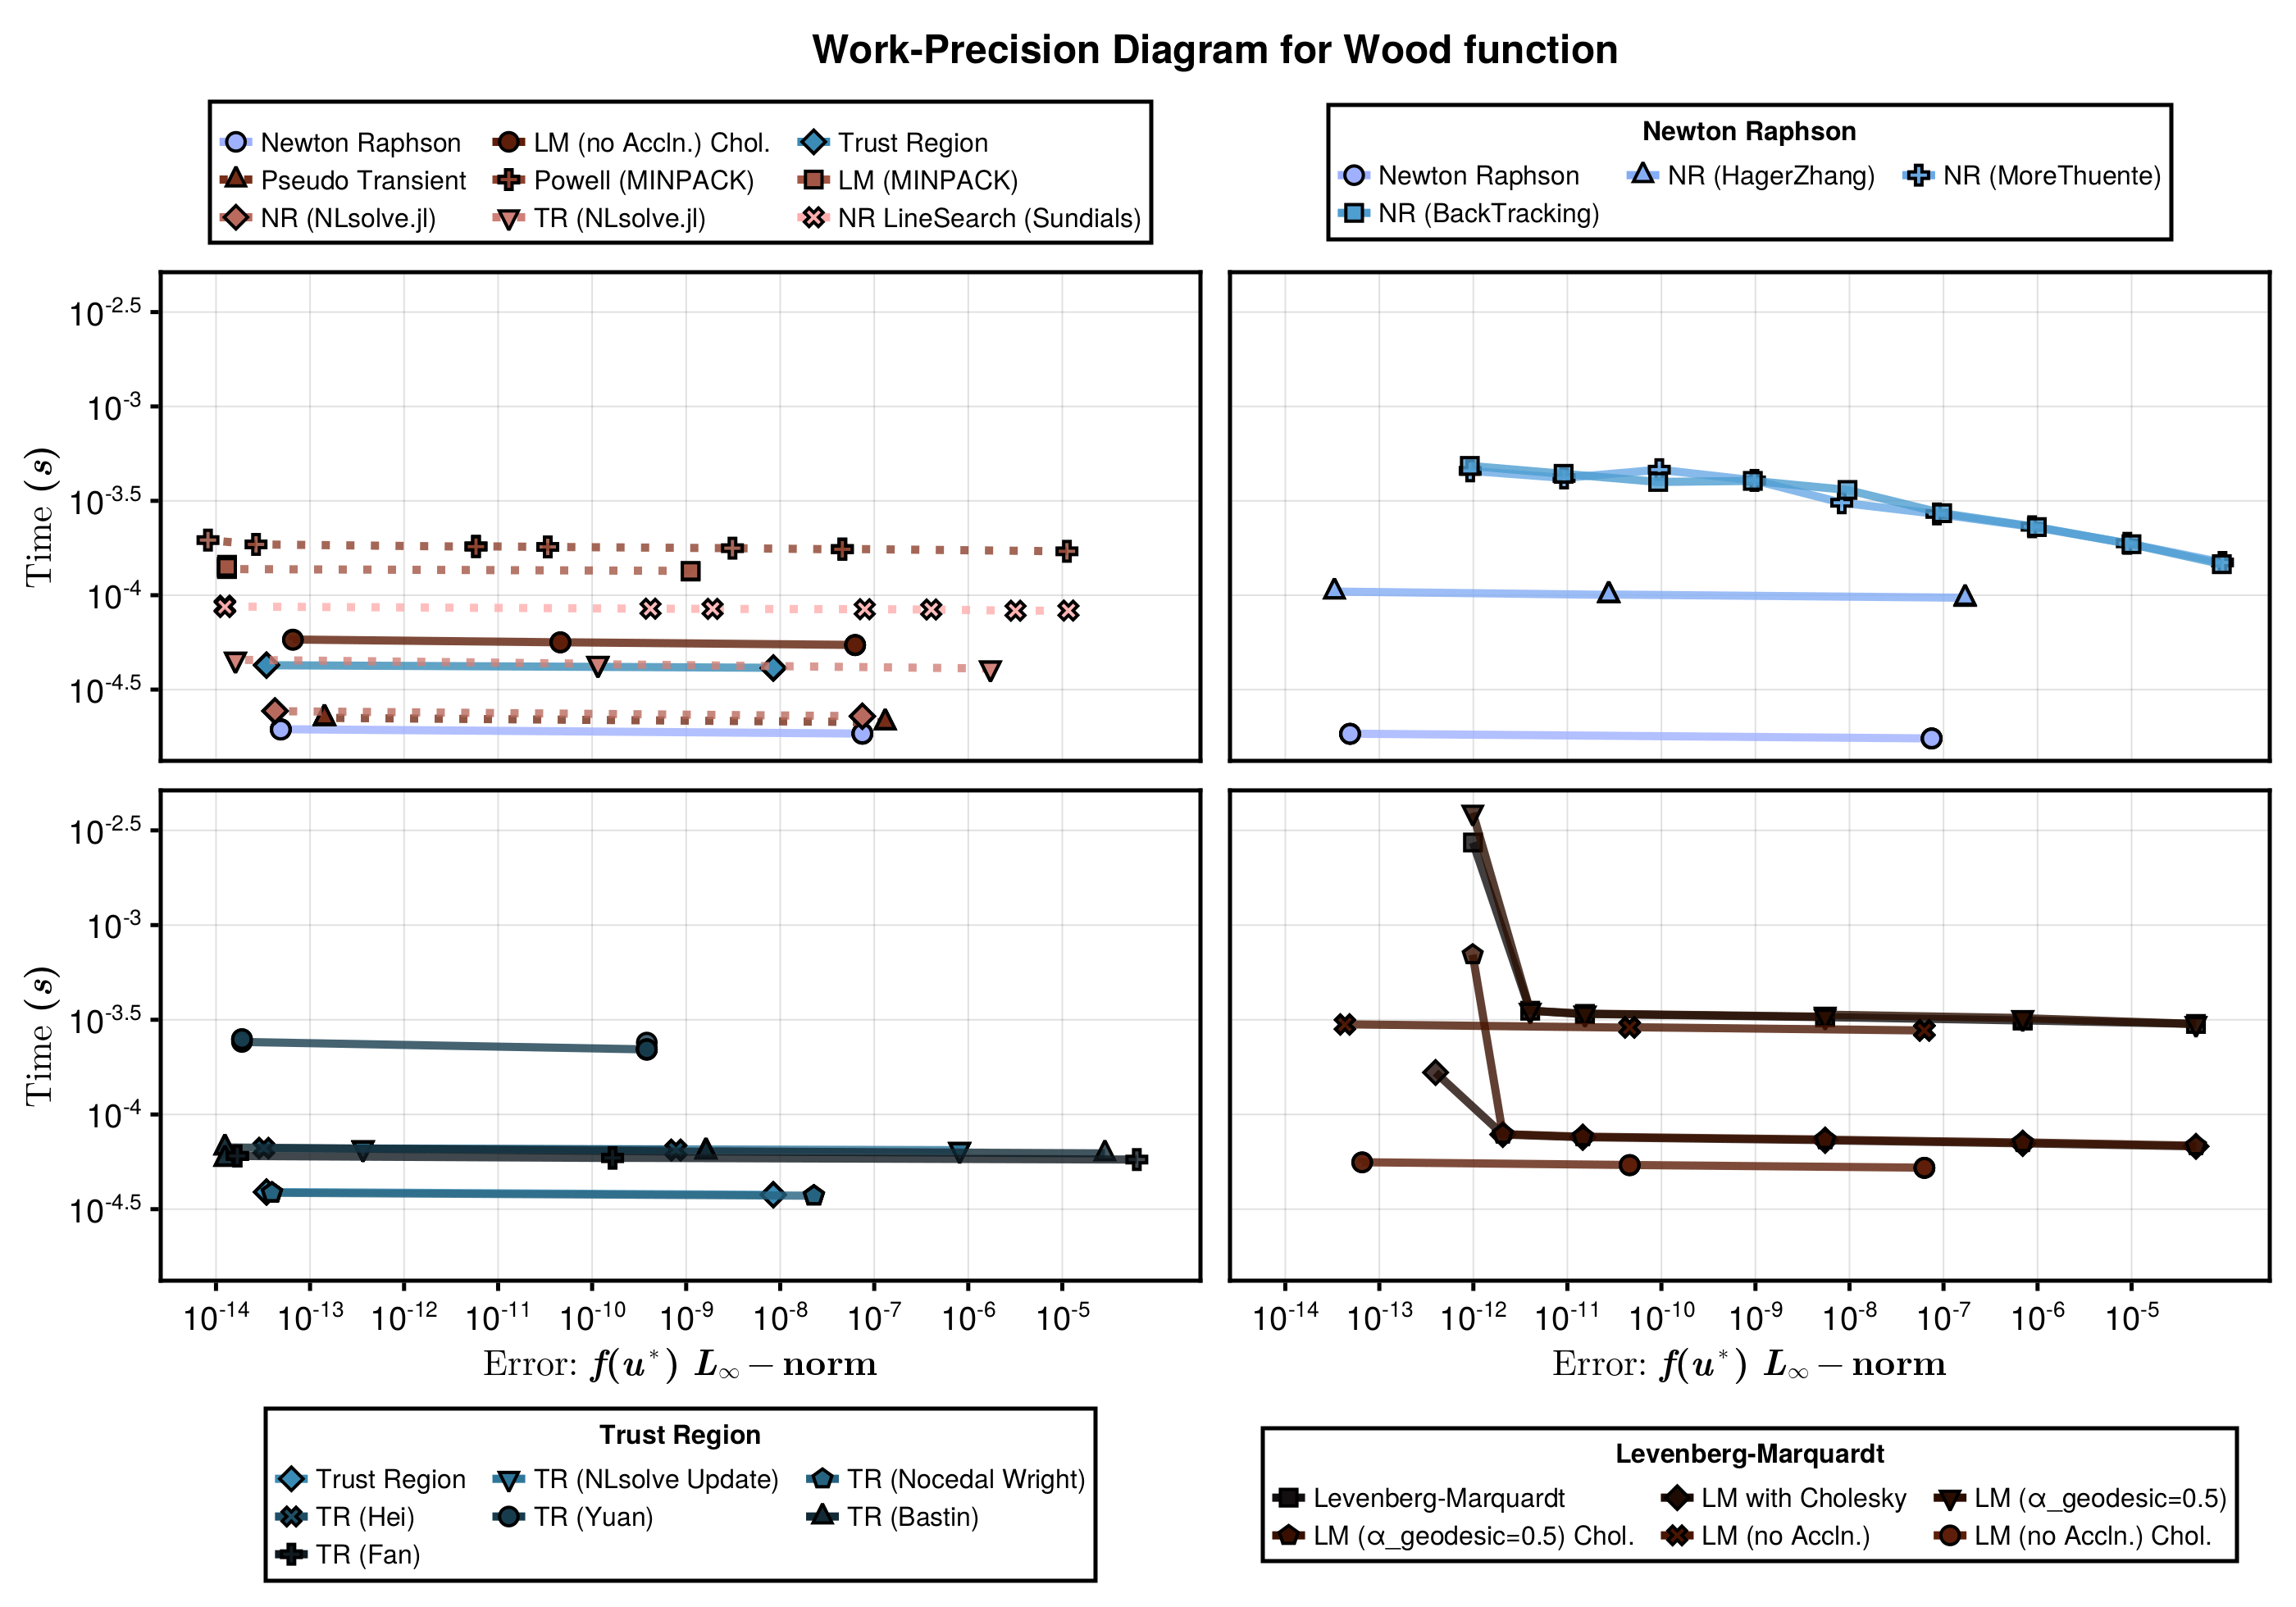 Work-Precision Diagram for Wood function
Newton Raphson LM (no Accln.) Chol. Trust Region
Pseudo Transient Powell (MINPACK) LM (MINPACK)
NR (NLsolve.jl) TR (NLsolve.jl) NR LineSearch (Sundials)
Newton Raphson
Newton Raphson NR (HagerZhang) NR (MoreThuente)
NR (BackTracking)
Time (s)
10^-2.5
10^-3
10^-3.5
10^-4
10^-4.5
Time (s)
10^-2.5
10^-3
10^-3.5
10^-4
10^-4.5
10^-14 10^-13 10^-12 10^-11 10^-10 10^-9 10^-8 10^-7 10^-6 10^-5
10^-14 10^-13 10^-12 10^-11 10^-10 10^-9 10^-8 10^-7 10^-6 10^-5
Error: f(u*) L∞ − norm
Error: f(u*) L∞ − norm
Trust Region
Trust Region TR (NLsolve Update) TR (Nocedal Wright)
TR (Hei) TR (Yuan) TR (Bastin)
TR (Fan)
Levenberg-Marquardt
Levenberg-Marquardt LM with Cholesky LM (α_geodesic=0.5)
LM (α_geodesic=0.5) Chol. LM (no Accln.) LM (no Accln.) Chol.